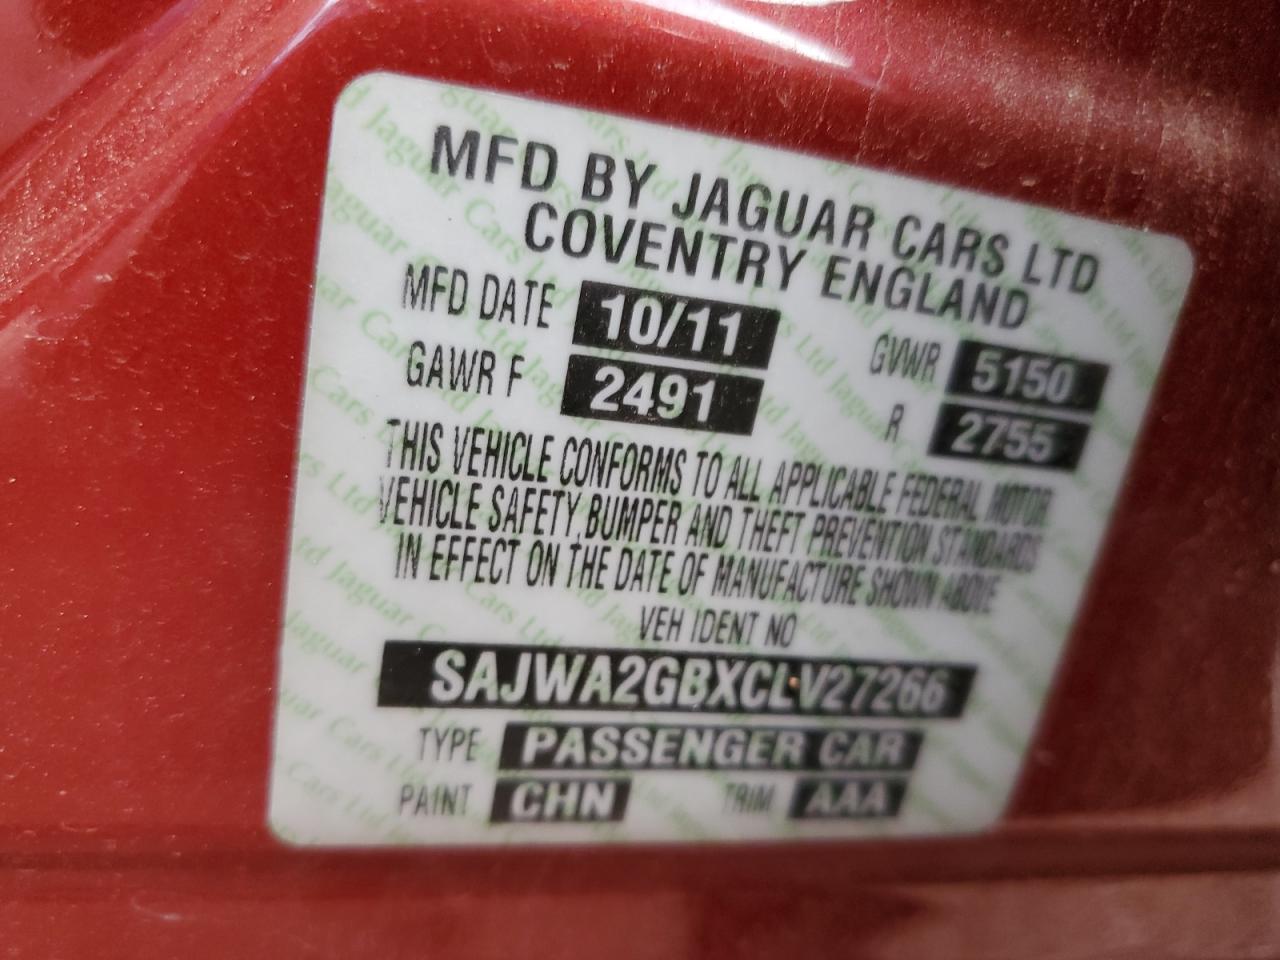 MFD BY JAGUAR CARS LTD
COVENTRY ENGLAND
MFD DATE 10/11 GVWR 5150
GAWR F 2491 R 2755
THIS VEHICLE CONFORMS TO ALL APPLICABLE FEDERAL MOTOR
VEHICLE SAFETY, BUMPER AND THEFT PREVENTION STANDARDS
IN EFFECT ON THE DATE OF MANUFACTURE SHOWN ABOVE
VEH IDENT NO
SAJWA2GBXCLV27266
TYPE PASSENGER CAR
PAINT CHN TRIM AAA